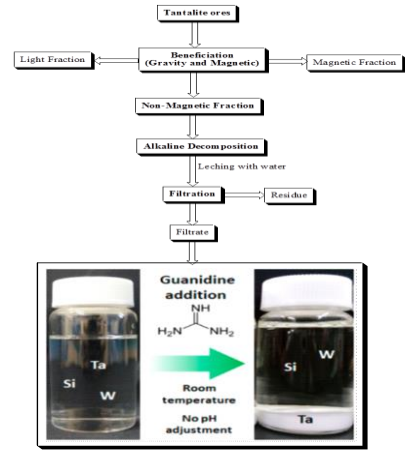 Tantalite ores
Beneficiation
(Gravity and Magnetic)
Light Fraction
Magnetic Fraction
Non-Magnetic Fraction
Alkaline Decomposition
Leching with water
Filtration
Residue
Filtrate
Guanidine
addition
NH
H₂N
NH₂
Room
temperature
No pH
adjustment
Ta
Si
W
W
Si
Ta